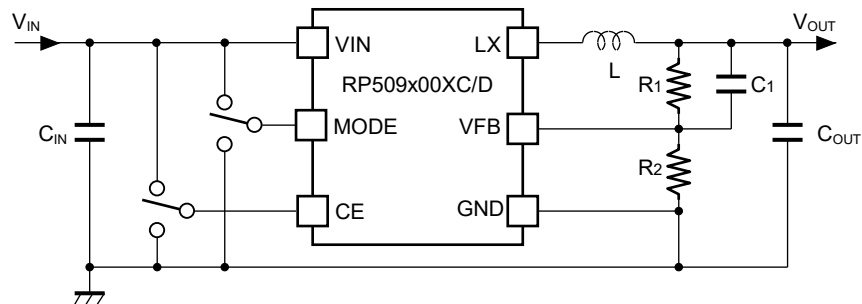 VIN
VOUT
VIN
LX
RP509x00XC/D
L
R1
C1
MODE
VFB
CIN
COUT
R2
CE
GND